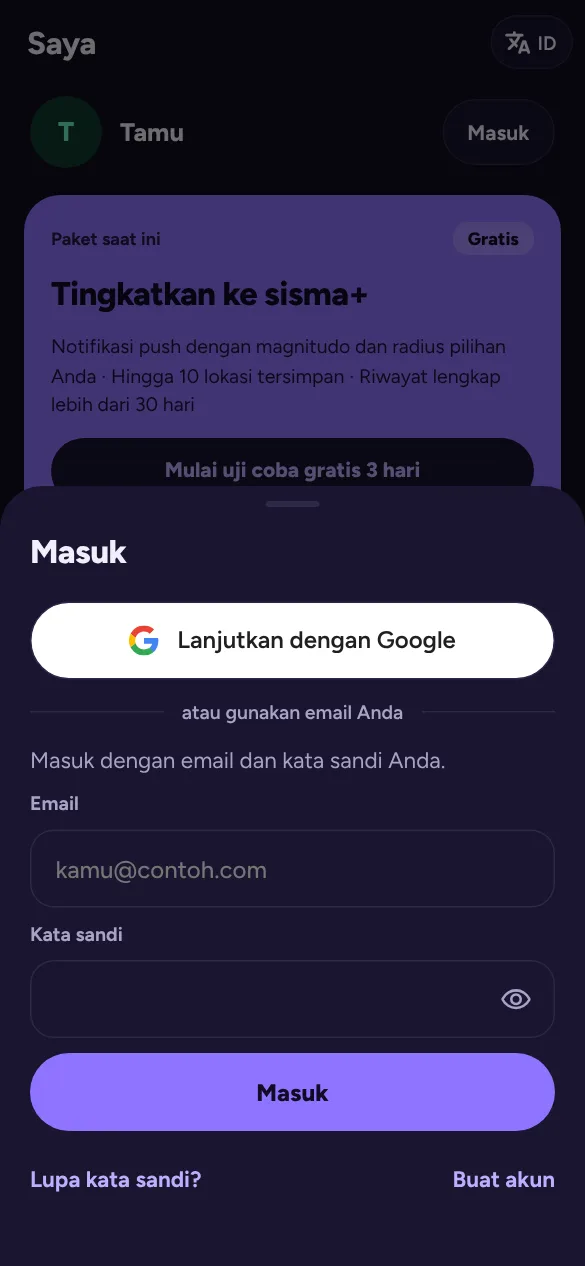 Saya
ID
T
Tamu
Masuk
Paket saat ini
Gratis
Tingkatkan ke sisma+
Notifikasi push dengan magnitudo dan radius pilihan
Anda · Hingga 10 lokasi tersimpan · Riwayat lengkap
lebih dari 30 hari
Mulai uji coba gratis 3 hari
Masuk
Lanjutkan dengan Google
atau gunakan email Anda
Masuk dengan email dan kata sandi Anda.
Email
kamu@contoh.com
Kata sandi
Masuk
Lupa kata sandi?
Buat akun